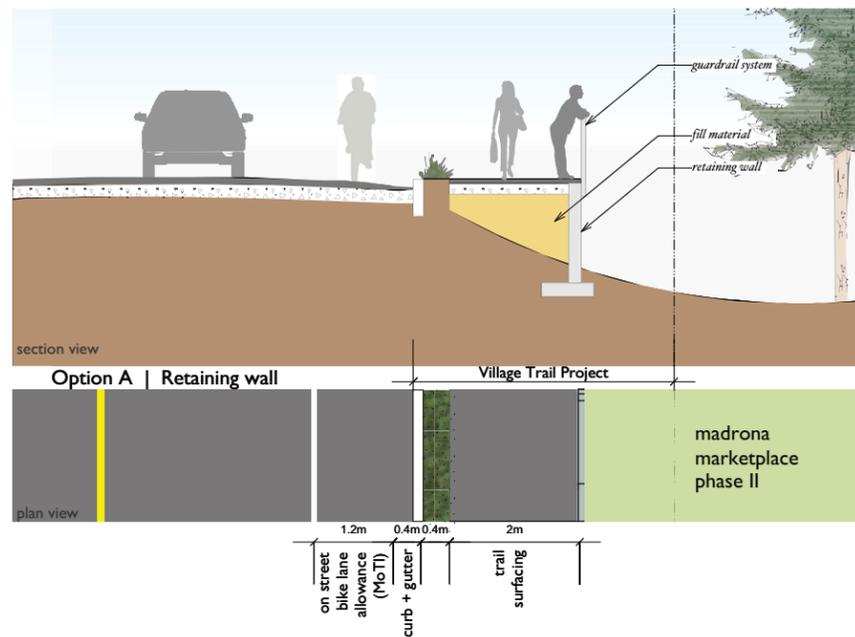 guardrail system
fill material
retaining wall
section view
Option A | Retaining wall
Village Trail Project
madrona
marketplace
phase II
plan view
1.2m 0.4m 0.4m 2m
on street
bike lane
allowance
(MoTI)
curb + gutter
trail
surfacing